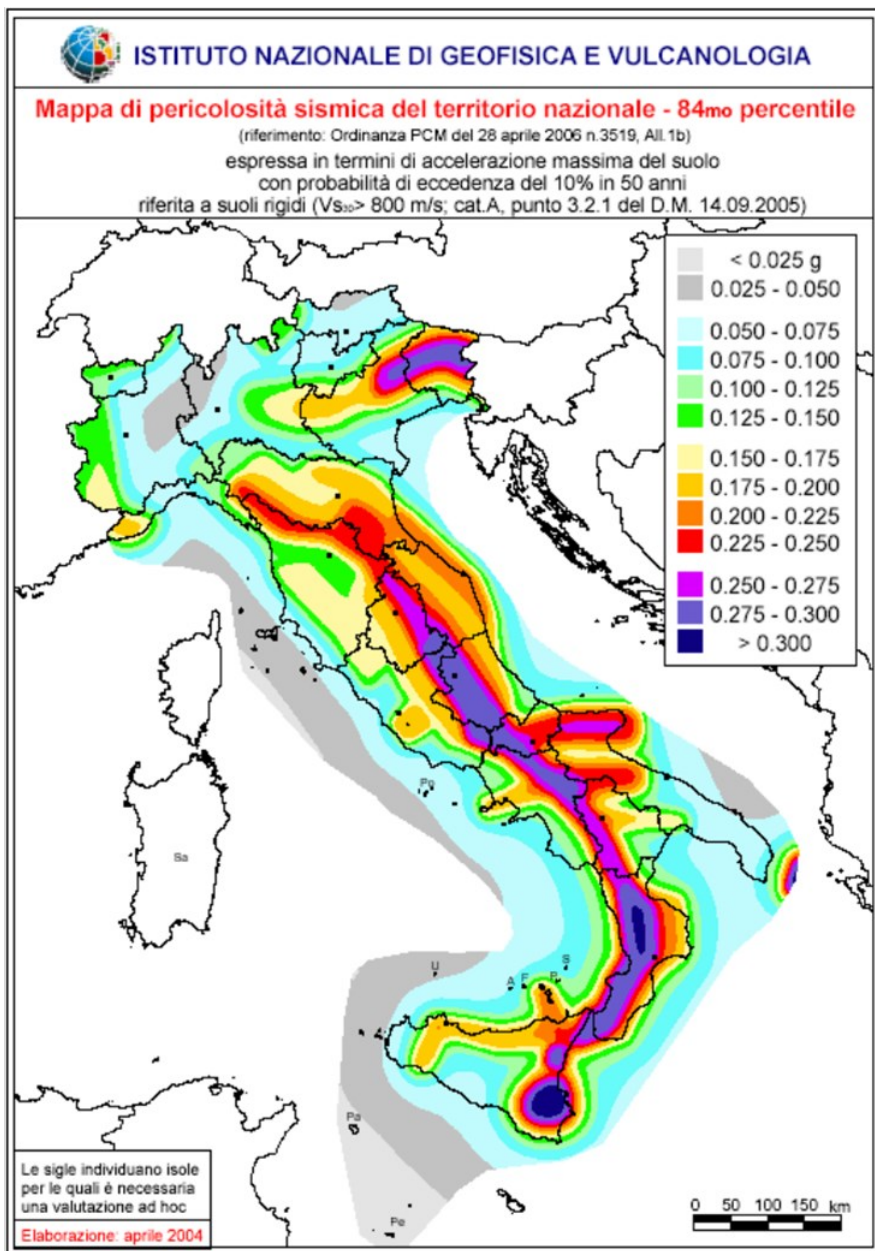 ISTITUTO NAZIONALE DI GEOFISICA E VULCANOLOGIA
Mappa di pericolosità sismica del territorio nazionale - 84mo percentile
(riferimento: Ordinanza PCM del 28 aprile 2006 n.3519, All.1b)
espressa in termini di accelerazione massima del suolo
con probabilità di eccedenza del 10% in 50 anni
riferita a suoli rigidi (Vs30> 800 m/s; cat.A, punto 3.2.1 del D.M. 14.09.2005)
< 0.025 g
0.025 - 0.050
0.050 - 0.075
0.075 - 0.100
0.100 - 0.125
0.125 - 0.150
0.150 - 0.175
0.175 - 0.200
0.200 - 0.225
0.225 - 0.250
0.250 - 0.275
0.275 - 0.300
> 0.300
Po
Sa
U
A
F
P
S
Pa
Pe
Le sigle individuano isole
per le quali è necessaria
una valutazione ad hoc
Elaborazione: aprile 2004
0 50 100 150 km